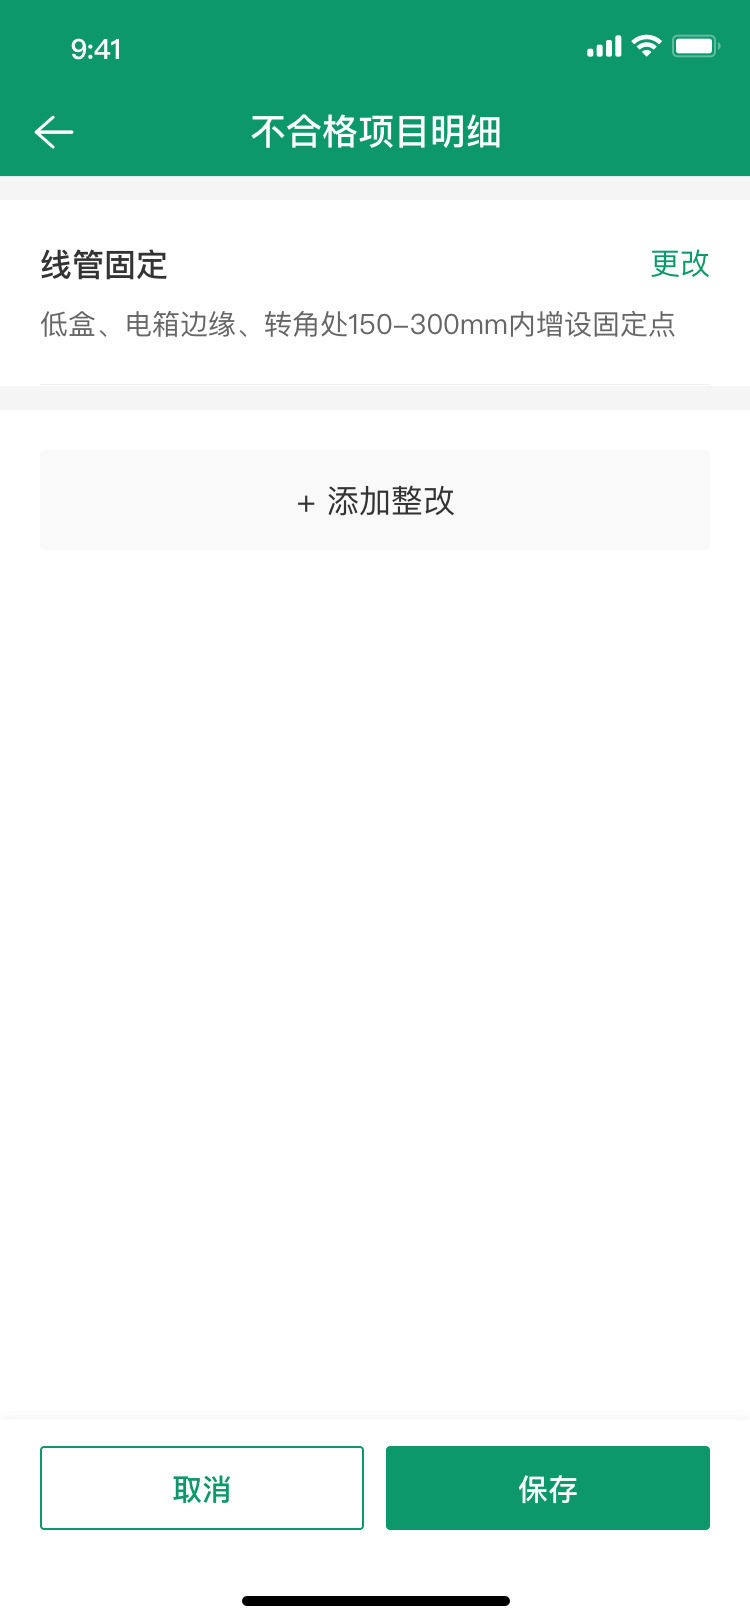 9:41
不合格项目明细
线管固定
更改
低盒、电箱边缘、转角处150-300mm内增设固定点
+ 添加整改
取消
保存